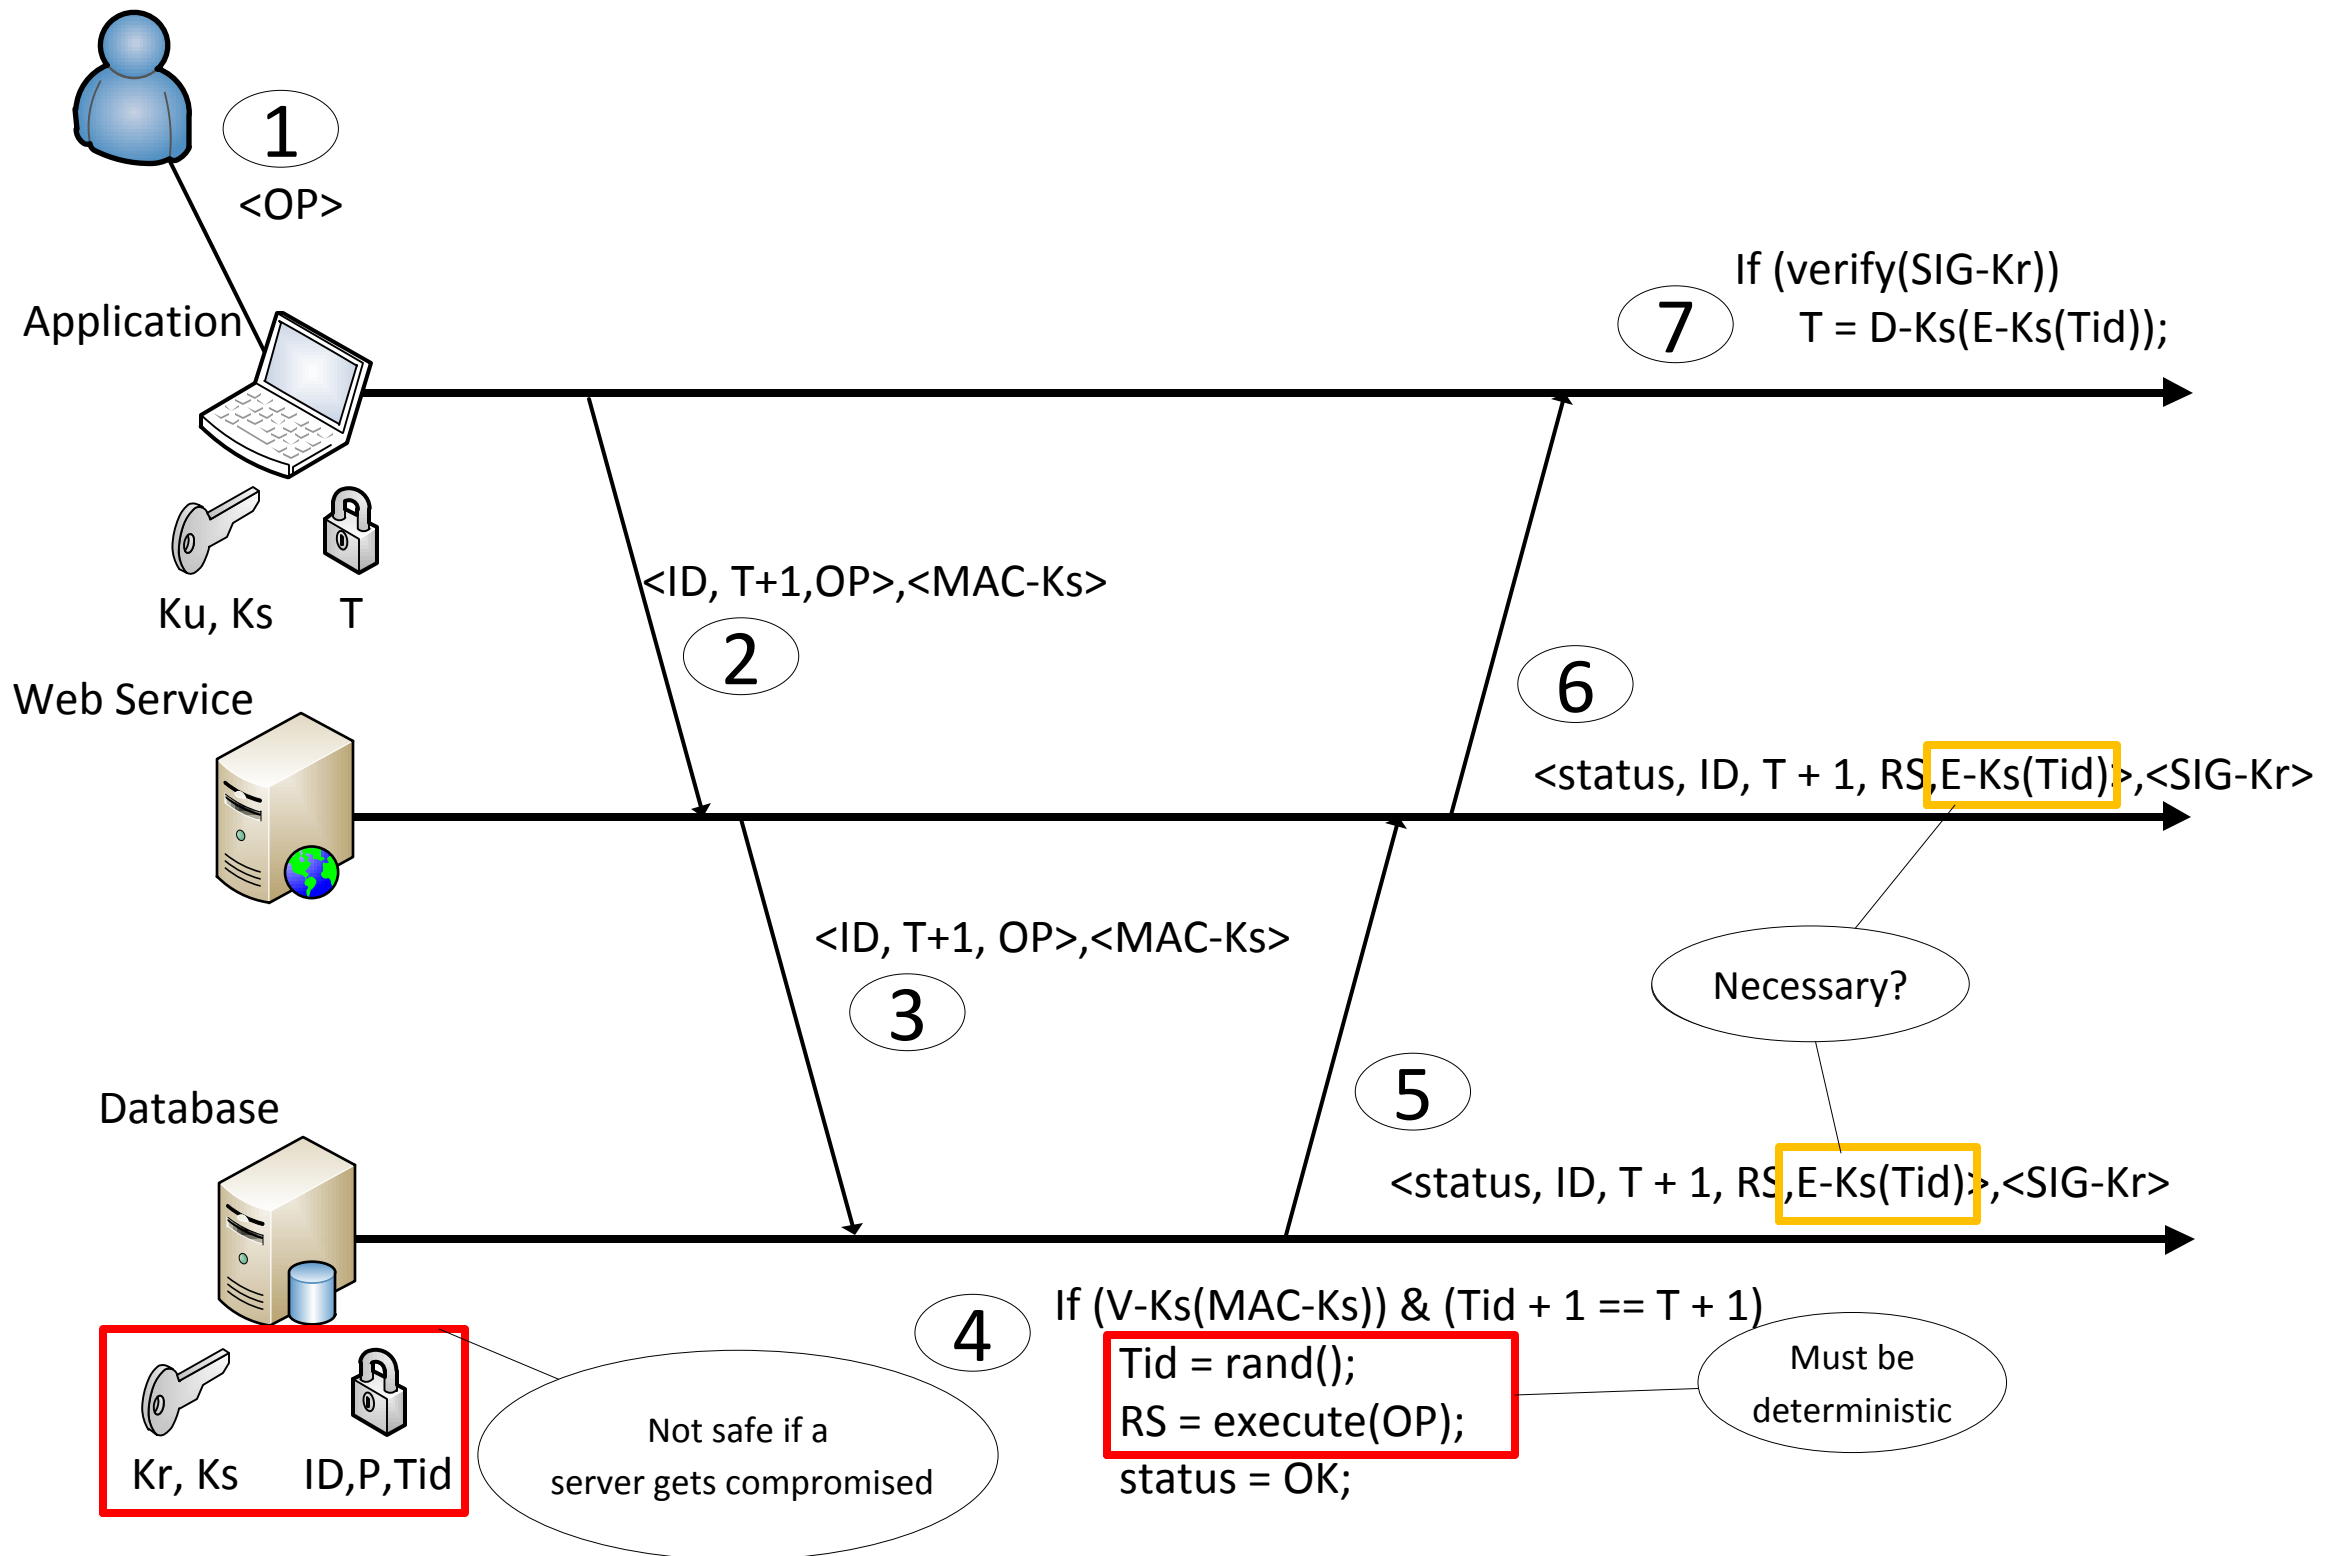 1
<OP>
If (verify(SIG-Kr))
T = D-Ks(E-Ks(Tid));
7
Application
Ku, Ks
T
<ID, T+1,OP>,<MAC-Ks>
2
6
Web Service
<status, ID, T + 1, RS,E-Ks(Tid)>,<SIG-Kr>
<ID, T+1, OP>,<MAC-Ks>
3
Necessary?
5
Database
<status, ID, T + 1, RS,E-Ks(Tid)>,<SIG-Kr>
4
If (V-Ks(MAC-Ks)) & (Tid + 1 == T + 1)
Tid = rand();
RS = execute(OP);
status = OK;
Must be
deterministic
Not safe if a
server gets compromised
Kr, Ks
ID,P,Tid